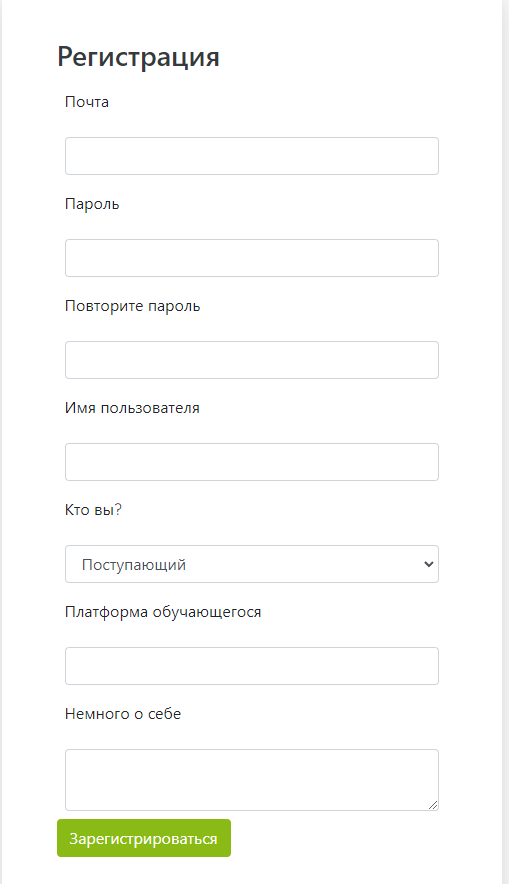 Регистрация
Почта
Пароль
Повторите пароль
Имя пользователя
Кто вы?
Поступающий
Платформа обучающегося
Немного о себе
Зарегистрироваться